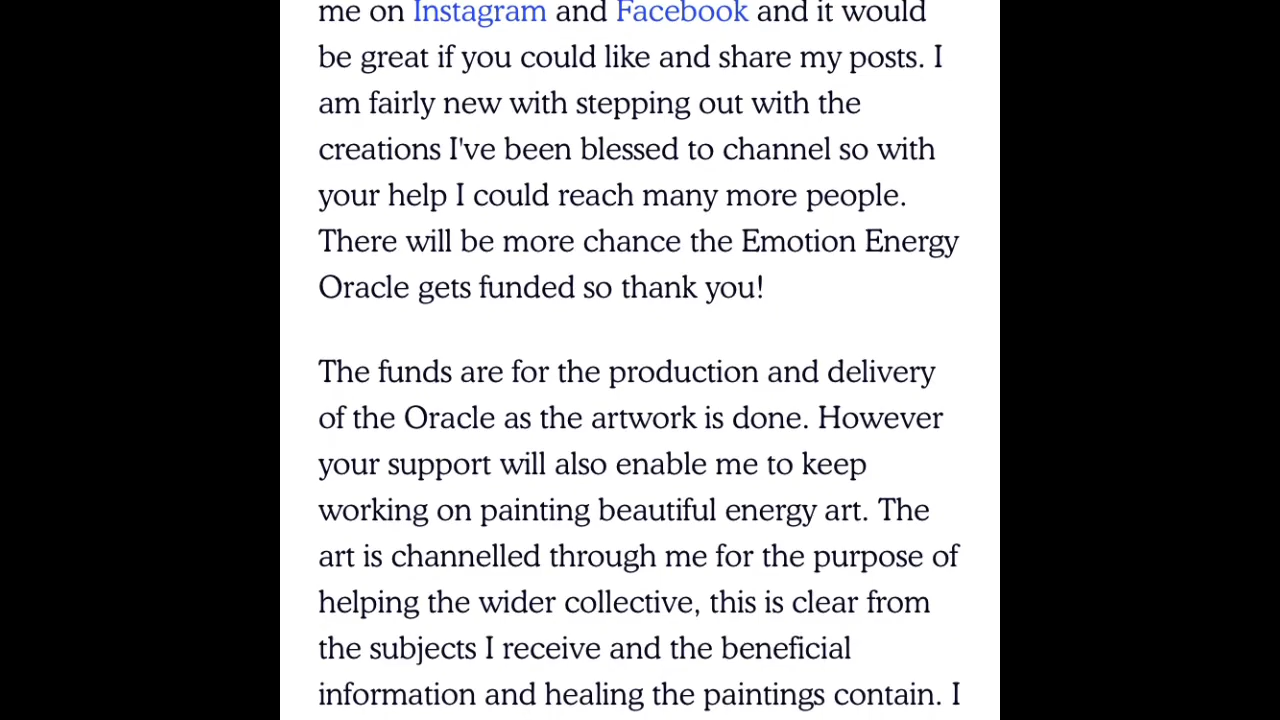 me on Instagram and Facebook and it would
be great if you could like and share my posts. I
am fairly new with stepping out with the
creations I've been blessed to channel so with
your help I could reach many more people.
There will be more chance the Emotion Energy
Oracle gets funded so thank you!
The funds are for the production and delivery
of the Oracle as the artwork is done. However
your support will also enable me to keep
working on painting beautiful energy art. The
art is channelled through me for the purpose of
helping the wider collective, this is clear from
the subjects I receive and the beneficial
information and healing the paintings contain. I